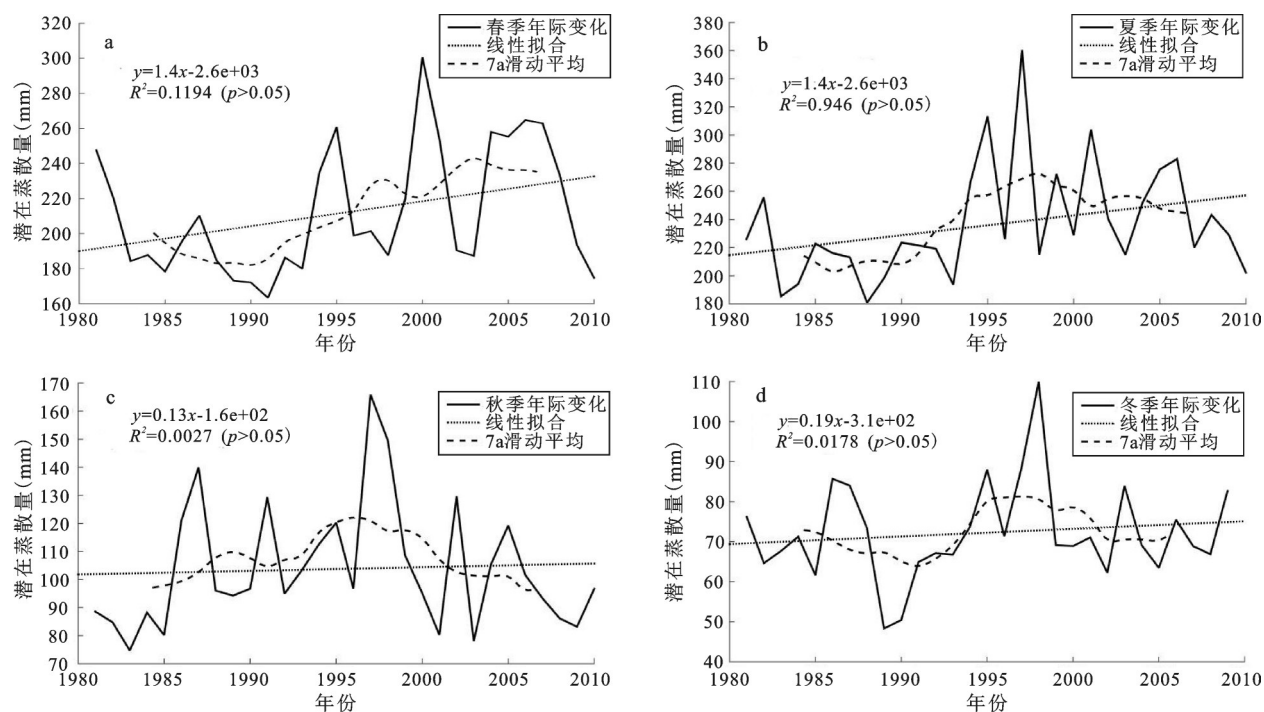 a
春季年际变化
线性拟合
7a滑动平均
y=1.4x-2.6e+03
R²=0.1194 (p>0.05)
潜在蒸散量(mm)
320
300
280
260
240
220
200
180
160
1980 1985 1990 1995 2000 2005 2010
年份
b
夏季年际变化
线性拟合
7a滑动平均
y=1.4x-2.6e+03
R²=0.946 (p>0.05)
潜在蒸散量(mm)
380
360
340
320
300
280
260
240
220
200
180
1980 1985 1990 1995 2000 2005 2010
年份
c
秋季年际变化
线性拟合
7a滑动平均
y=0.13x-1.6e+02
R²=0.0027 (p>0.05)
潜在蒸散量(mm)
170
160
150
140
130
120
110
100
90
80
70
1980 1985 1990 1995 2000 2005 2010
年份
d
冬季年际变化
线性拟合
7a滑动平均
y=0.19x-3.1e+02
R²=0.0178 (p>0.05)
潜在蒸散量(mm)
110
100
90
80
70
60
50
40
1980 1985 1990 1995 2000 2005 2010
年份